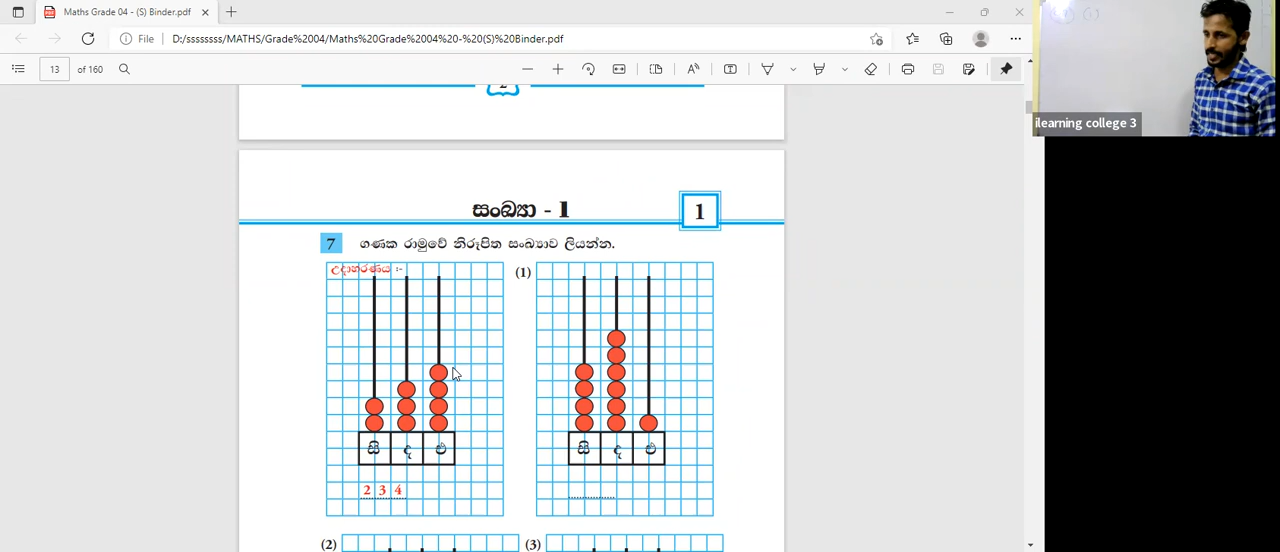 Maths Grade 04 - (S) Binder.pdf
File
D:/ssssssss/MATHS/Grade%2004/Maths%20Grade%2004%20-%20(S)%20Binder.pdf
13 of 160
ilearning college 3
සංඛ්‍යා - 1
1
7 ගණක රාමුවේ නිරූපිත සංඛ්‍යාව ලියන්න.
උදාහරණය :-
(1)
සි ද එ
සි ද එ
2 3 4
(2)
(3)